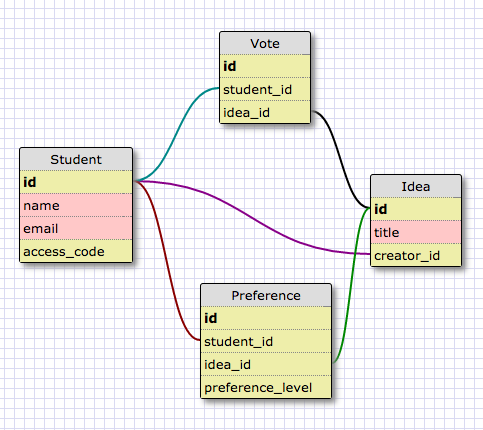 Vote
id
student_id
idea_id
Student
id
name
email
access_code
Idea
id
title
creator_id
Preference
id
student_id
idea_id
preference_level